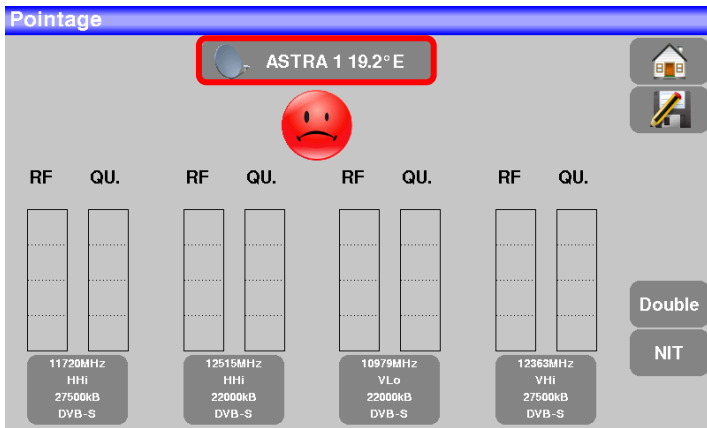 Pointage
ASTRA 1 19.2°E
RF QU. RF QU. RF QU. RF QU.
Double
NIT
11720MHz
HHi
27500kB
DVB-S
12515MHz
HHi
22000kB
DVB-S
10979MHz
VLo
22000kB
DVB-S
12363MHz
VHi
27500kB
DVB-S